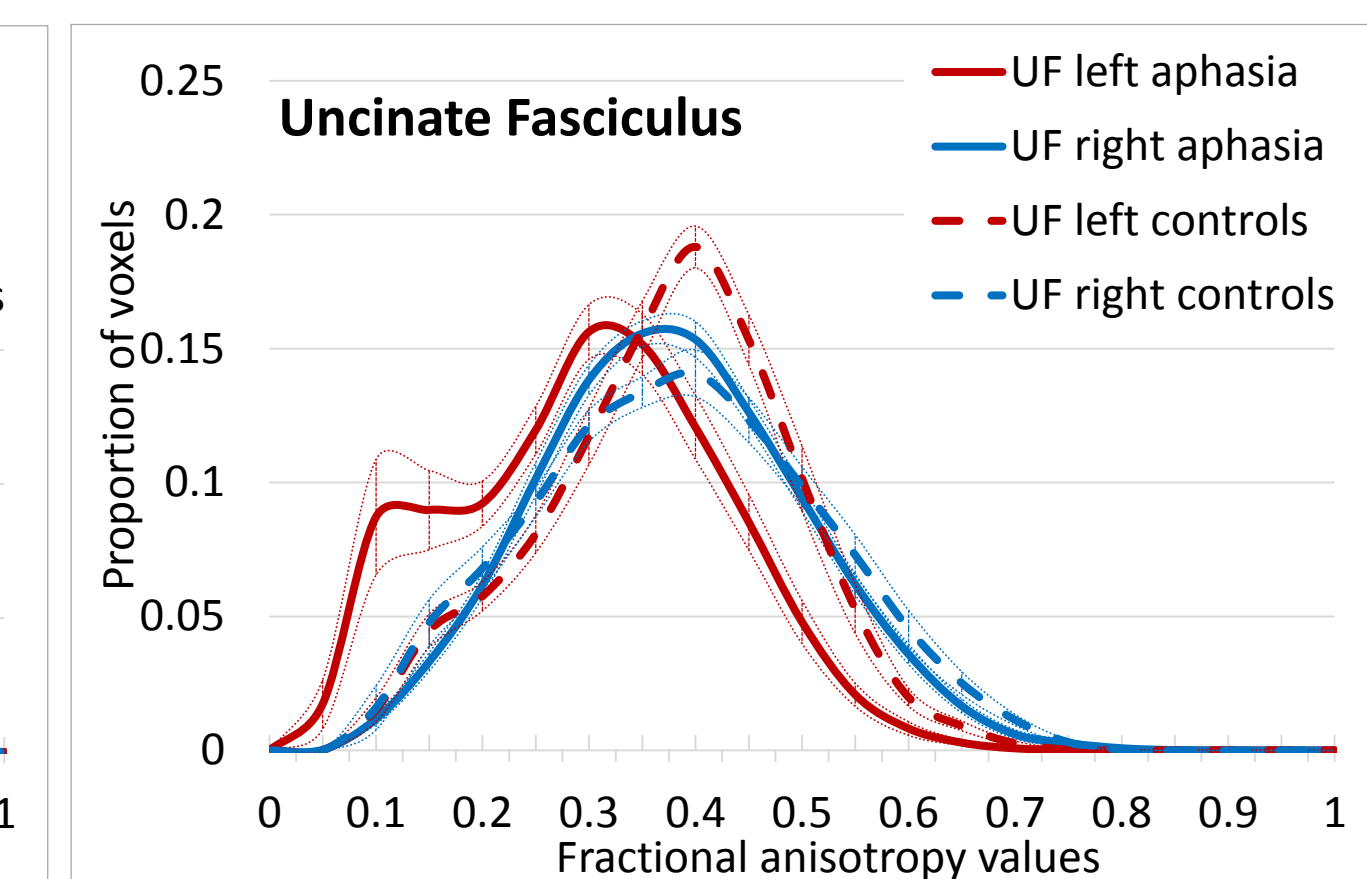 Uncinate Fasciculus
UF left aphasia
UF right aphasia
UF left controls
UF right controls
Proportion of voxels
0.25
0.2
0.15
0.1
0.05
0
0 0.1 0.2 0.3 0.4 0.5 0.6 0.7 0.8 0.9 1
Fractional anisotropy values
s
1